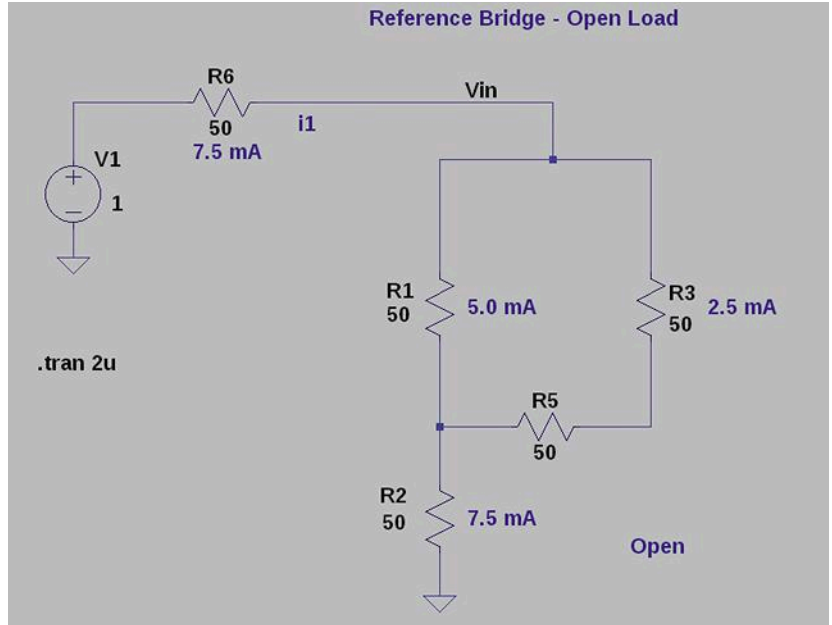 Reference Bridge - Open Load
R6
Vin
50
i1
7.5 mA
V1
1
R1
50
5.0 mA
R3
50
2.5 mA
.tran 2u
R5
50
R2
50
7.5 mA
Open